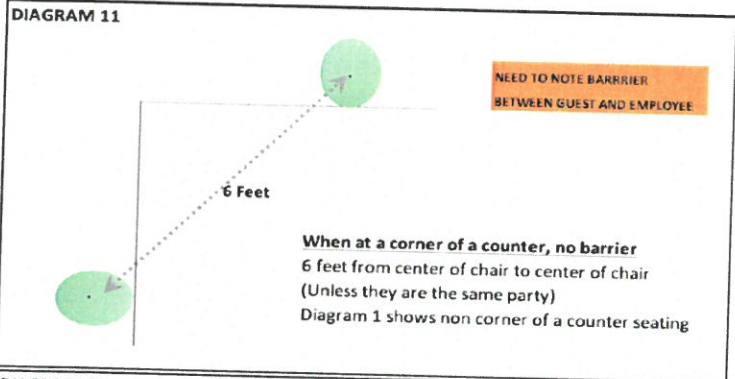 DIAGRAM 11
NEED TO NOTE BARRRIER
BETWEEN GUEST AND EMPLOYEE
6 Feet
When at a corner of a counter, no barrier
6 feet from center of chair to center of chair
(Unless they are the same party)
Diagram 1 shows non corner of a counter seating